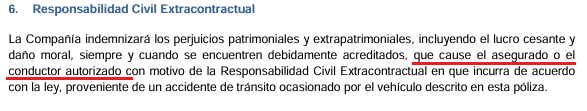 6. Responsabilidad Civil Extracontractual
La Compañía indemnizará los perjuicios patrimoniales y extrapatrimoniales, incluyendo el lucro cesante y
daño moral, siempre y cuando se encuentren debidamente acreditados, que cause el asegurado o el
conductor autorizado con motivo de la Responsabilidad Civil Extracontractual en que incurra de acuerdo
con la ley, proveniente de un accidente de tránsito ocasionado por el vehículo descrito en esta póliza.